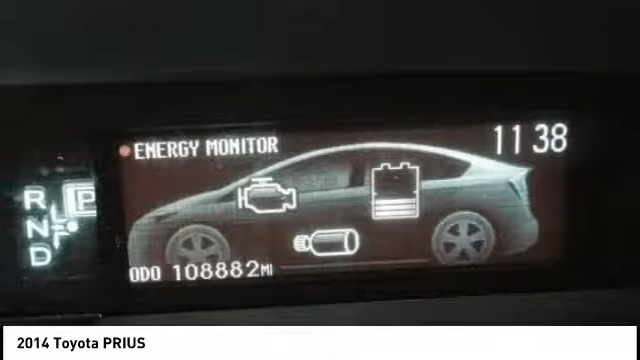 ENERGY MONITOR
11 38
R
P
N
D
ODO 108882MI
2014 Toyota PRIUS